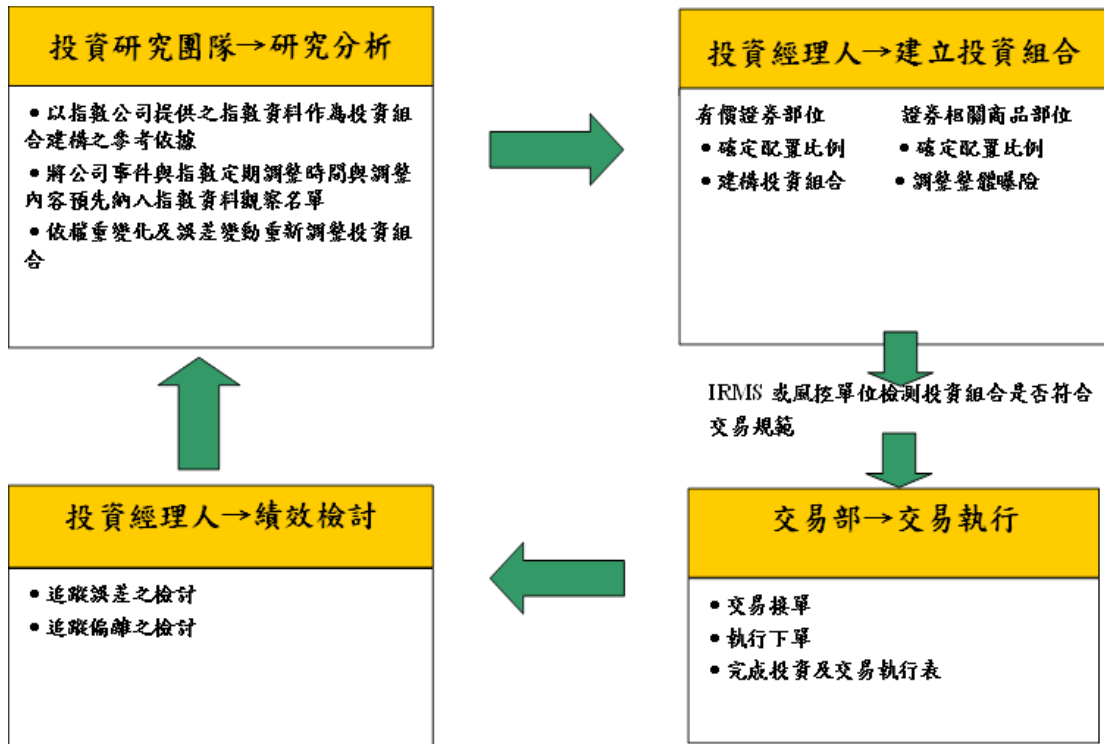 投資研究團隊→研究分析
• 以指數公司提供之指數資料作為投資組
合建構之參考依據
• 將公司事件與指數定期調整時間與調整
內容預先納入指數資料觀察名單
• 依權重變化及誤差變動重新調整投資組
合
投資經理人→建立投資組合
有價證券部位
• 確定配置比例
• 建構投資組合
證券相關商品部位
• 確定配置比例
• 調整整體曝險
IRMS 或風控單位檢測投資組合是否符合
交易規範
交易部→交易執行
• 交易接單
• 執行下單
• 完成投資及交易執行表
投資經理人→績效檢討
• 追蹤誤差之檢討
• 追蹤偏離之檢討